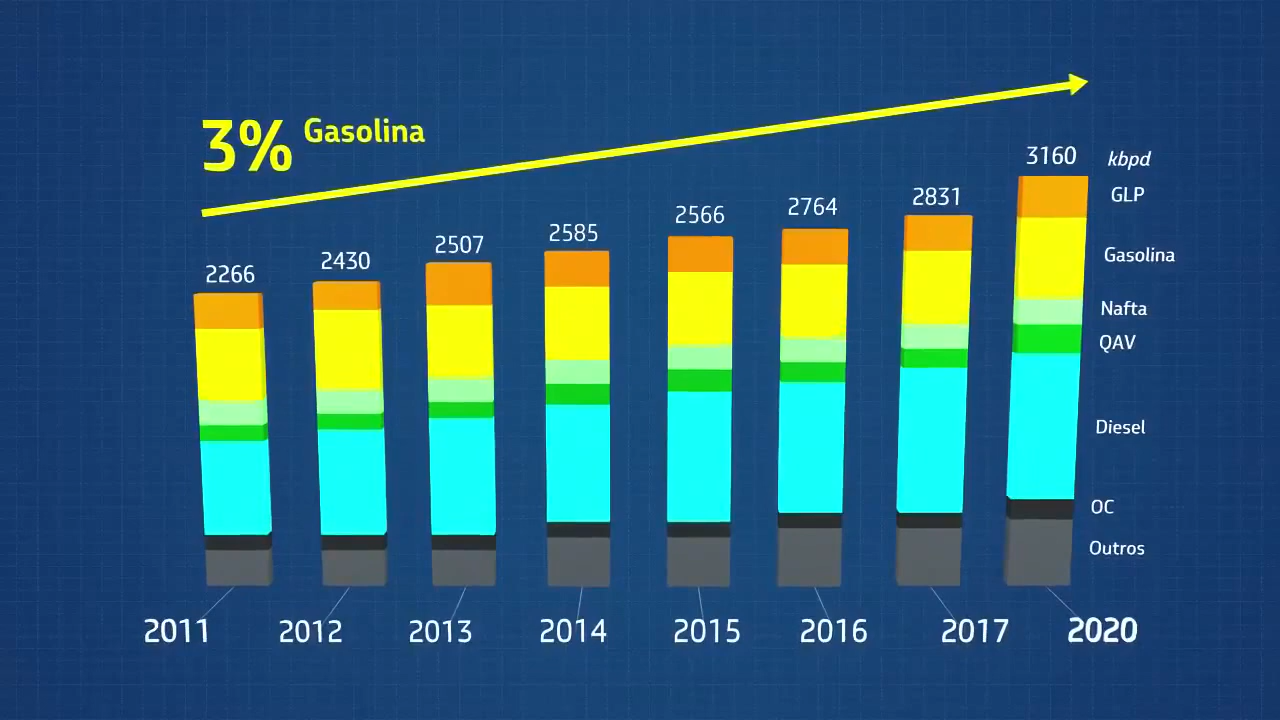 3% Gasolina
3160 kbpd
GLP
2831
2764
2566
2585
2507
2430
2266
Gasolina
Nafta
QAV
Diesel
OC
Outros
2011 2012 2013 2014 2015 2016 2017 2020